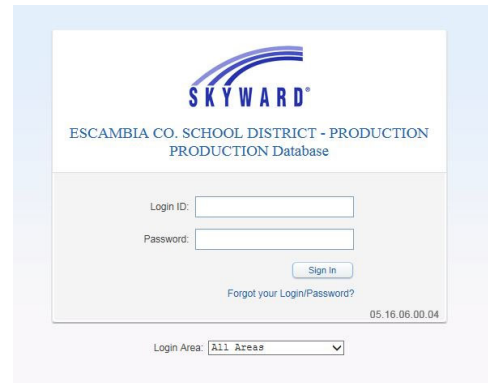 SKYWARD®
ESCAMBIA CO. SCHOOL DISTRICT - PRODUCTION
PRODUCTION Database
Login ID:
Password:
Sign In
Forgot your Login/Password?
05.16.06.00.04
Login Area: All Areas